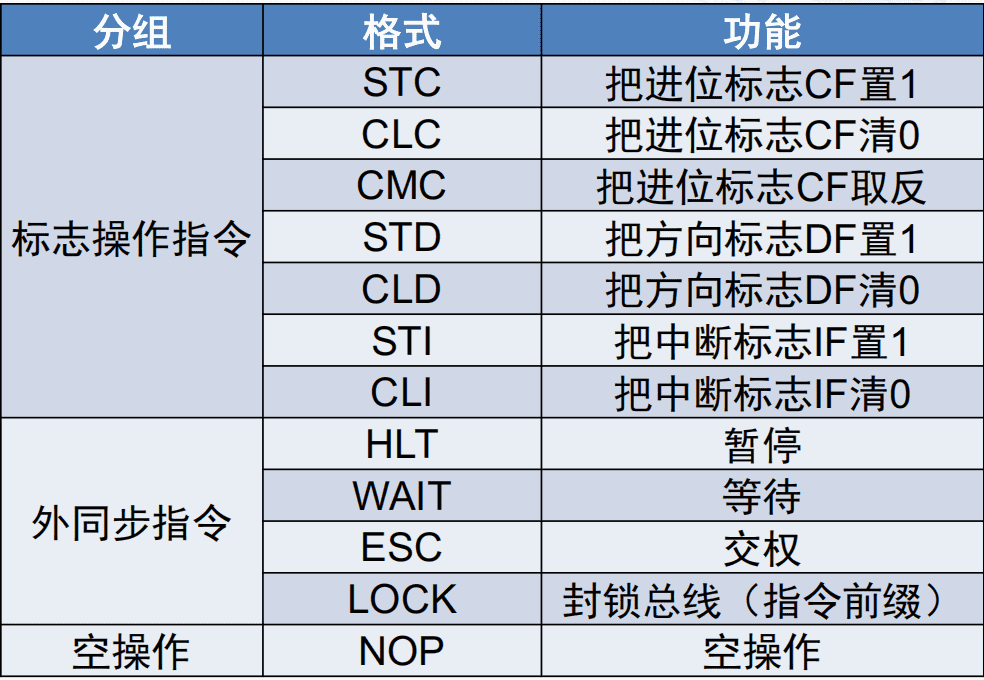 分组 格式 功能
标志操作指令 STC 把进位标志CF置1
CLC 把进位标志CF清0
CMC 把进位标志CF取反
STD 把方向标志DF置1
CLD 把方向标志DF清0
STI 把中断标志IF置1
CLI 把中断标志IF清0
外同步指令 HLT 暂停
WAIT 等待
ESC 交权
LOCK 封锁总线（指令前缀）
空操作 NOP 空操作